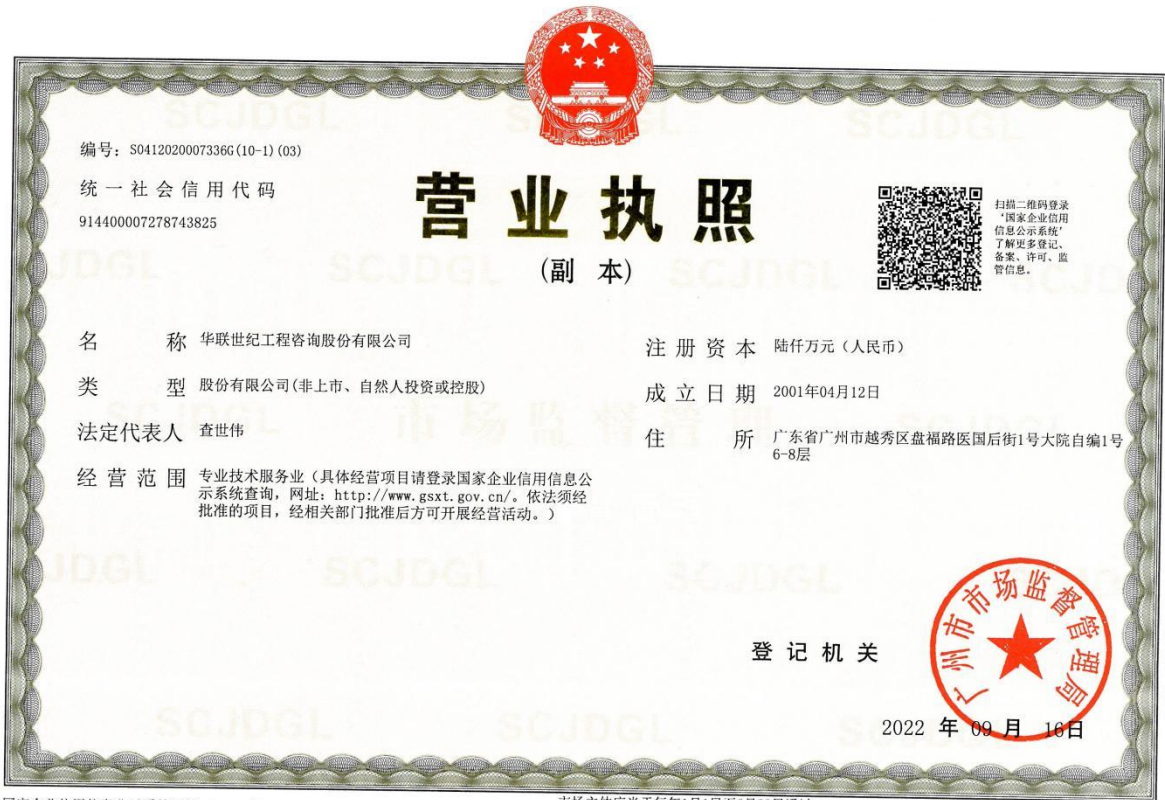 编号：S0412020007336G(10-1)(03)
统一社会信用代码
914400007278743825
营业执照
(副 本)
扫描二维码登录
‘国家企业信用
信息公示系统’
了解更多登记、
备案、许可、监
管信息。
名 称 华联世纪工程咨询股份有限公司
类 型 股份有限公司(非上市、自然人投资或控股)
法定代表人 查世伟
经营范围 专业技术服务业（具体经营项目请登录国家企业信用信息公
示系统查询，网址：http://www.gsxt.gov.cn/。依法须经
批准的项目，经相关部门批准后方可开展经营活动。）
注册资本 陆仟万元（人民币）
成立日期 2001年04月12日
住 所 广东省广州市越秀区盘福路医国后街1号大院自编1号
6-8层
登记机关
广州市市场监督管理局
2022 年 09 月 16日
SCJDGL
市场监督管理